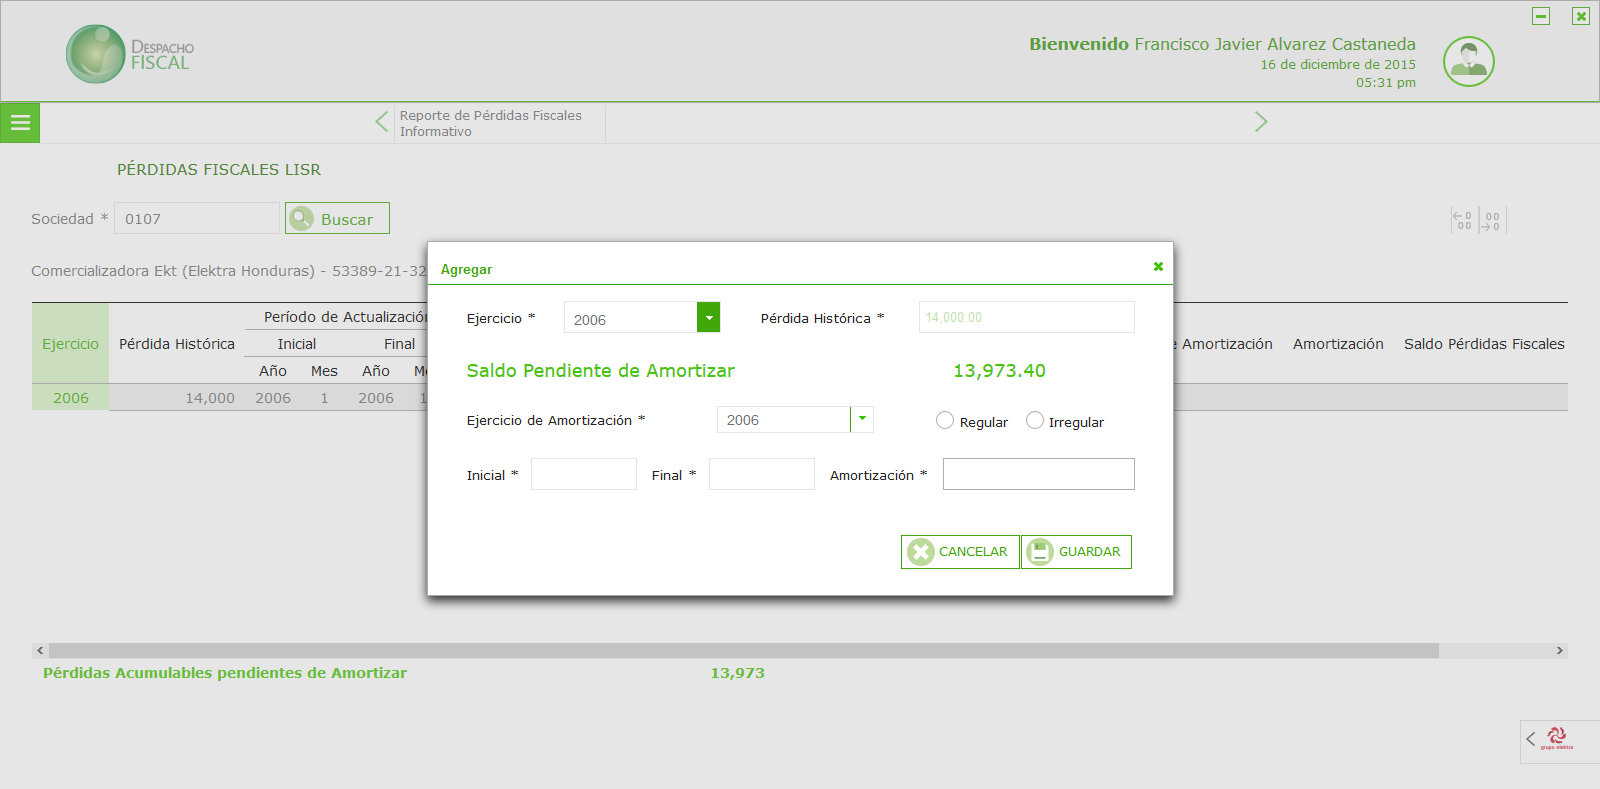 DESPACHO
FISCAL
Bienvenido Francisco Javier Alvarez Castaneda
16 de diciembre de 2015
05:31 pm
Reporte de Pérdidas Fiscales
Informativo
PÉRDIDAS FISCALES LISR
Sociedad * 0107 Buscar
←0 00
00 →0
Comercializadora Ekt (Elektra Honduras) - 53389-21-32
Agregar
Ejercicio * 2006 Pérdida Histórica * 14,000.00
Saldo Pendiente de Amortizar 13,973.40
Ejercicio de Amortización * 2006 Regular Irregular
Inicial * Final * Amortización *
CANCELAR GUARDAR
Período de Actualización
Ejercicio Pérdida Histórica Inicial Final Amortización Amortización Saldo Pérdidas Fiscales
Año Mes Año
2006 14,000 2006 1 2006 1
Pérdidas Acumulables pendientes de Amortizar 13,973
grupo elektra